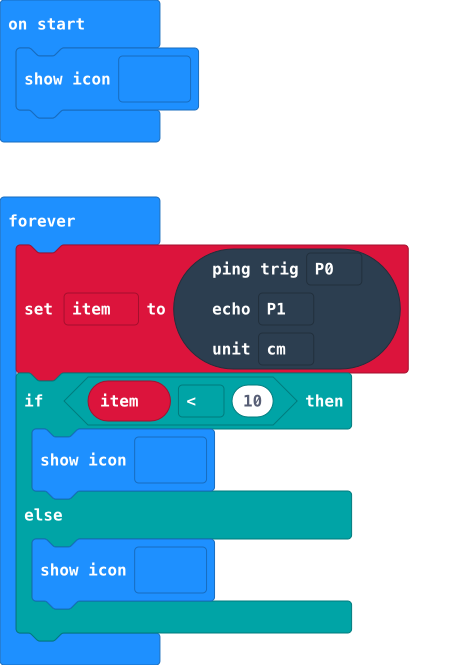 on start
show icon
forever
ping trig P0
set item to echo P1
unit cm
if item < 10 then
show icon
else
show icon